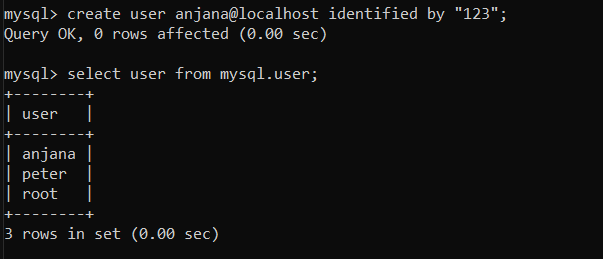 mysql> create user anjana@localhost identified by "123";
Query OK, 0 rows affected (0.00 sec)
mysql> select user from mysql.user;
+--------+
| user   |
+--------+
| anjana |
| peter  |
| root   |
+--------+
3 rows in set (0.00 sec)